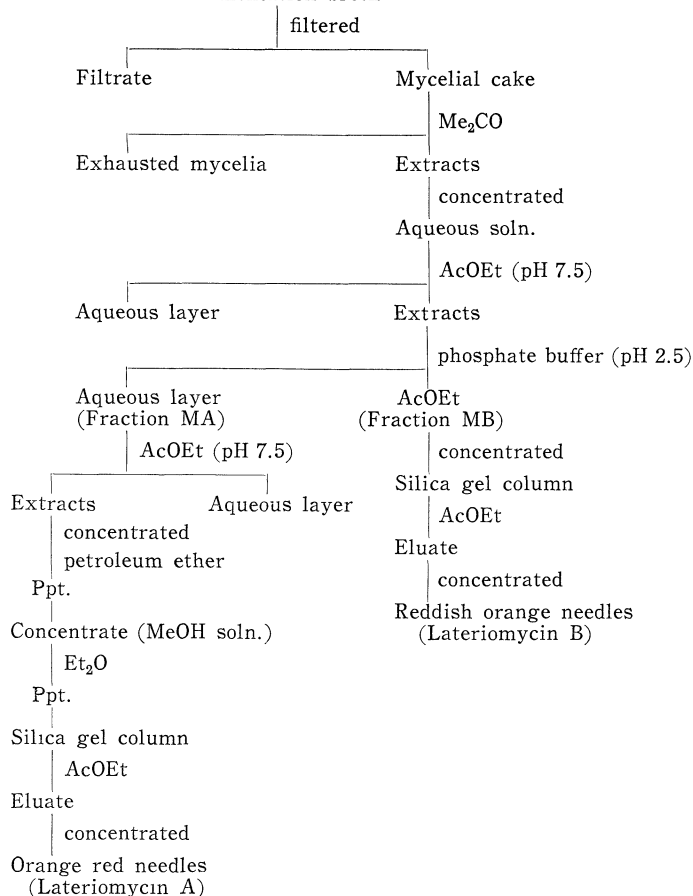 filtered
Filtrate
Mycelial cake
Me₂CO
Exhausted mycelia
Extracts
concentrated
Aqueous soln.
AcOEt (pH 7.5)
Aqueous layer
Extracts
phosphate buffer (pH 2.5)
Aqueous layer
(Fraction MA)
AcOEt
(Fraction MB)
AcOEt (pH 7.5)
concentrated
Silica gel column
Extracts
Aqueous layer
AcOEt
concentrated
petroleum ether
Eluate
concentrated
Ppt.
Reddish orange needles
(Lateriomycin B)
Concentrate (MeOH soln.)
Et₂O
Ppt.
Silica gel column
AcOEt
Eluate
concentrated
Orange red needles
(Lateriomycin A)